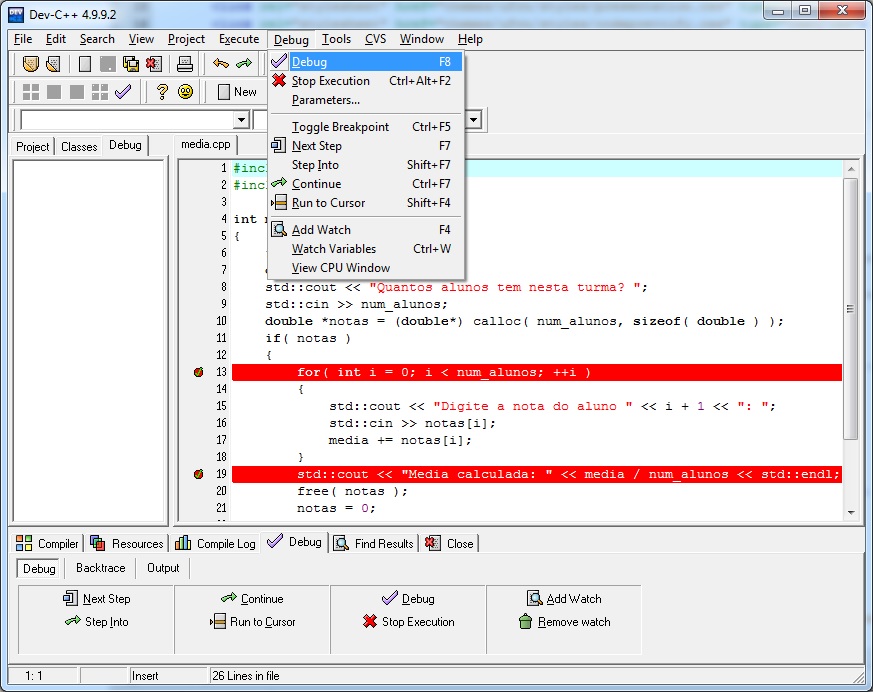 Dev-C++ 4.9.9.2
File Edit Search View Project Execute Debug Tools CVS Window Help
New
Debug F8
Stop Execution Ctrl+Alt+F2
Parameters...
Toggle Breakpoint Ctrl+F5
Next Step F7
Step Into Shift+F7
Continue Ctrl+F7
Run to Cursor Shift+F4
Add Watch F4
Watch Variables Ctrl+W
View CPU Window
Project Classes Debug
media.cpp
1 #inc
2 #inc
3
4 int
5 {
6
7
8 std::cout << "Quantos alunos tem nesta turma? ";
9 std::cin >> num_alunos;
10 double *notas = (double*) calloc( num_alunos, sizeof( double ) );
11 if( notas )
12 {
13 for( int i = 0; i < num_alunos; ++i )
14 {
15 std::cout << "Digite a nota do aluno " << i + 1 << ": ";
16 std::cin >> notas[i];
17 media += notas[i];
18 }
19 std::cout << "Media calculada: " << media / num_alunos << std::endl;
20 free( notas );
21 notas = 0;
Compiler Resources Compile Log Debug Find Results Close
Debug Backtrace Output
Next Step Continue Debug Add Watch
Step Into Run to Cursor Stop Execution Remove watch
1: 1 Insert 26 Lines in file